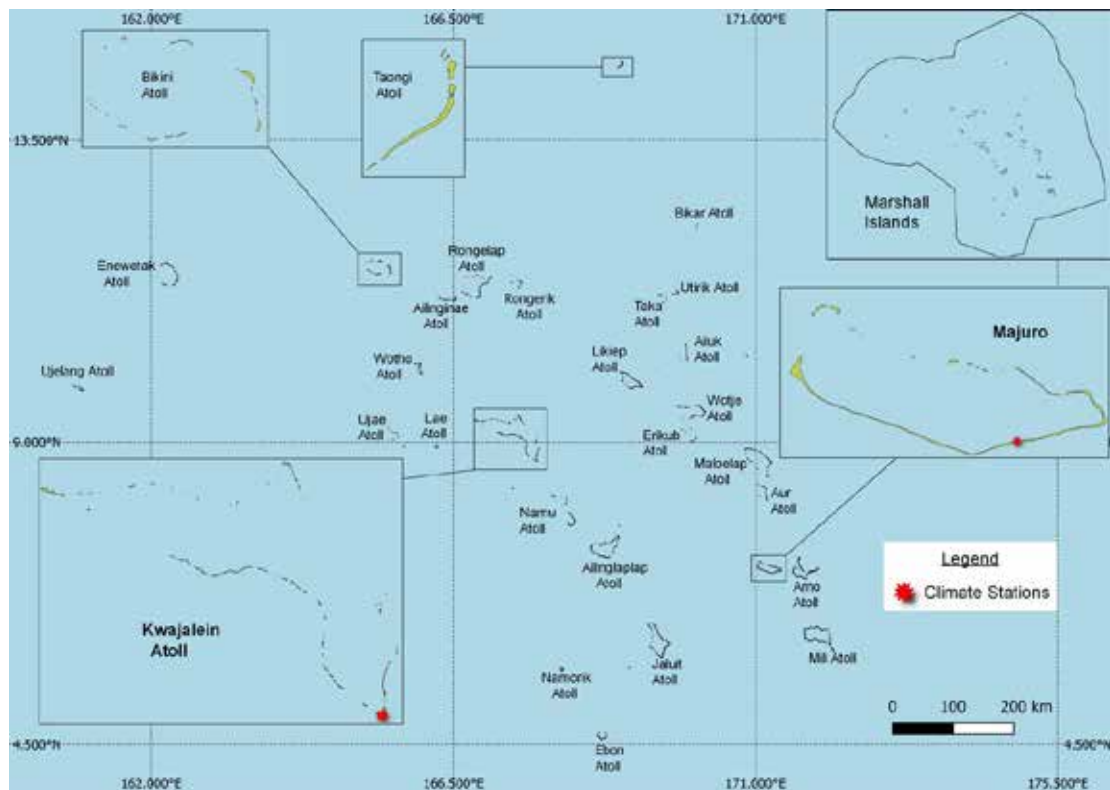 162.000°E
166.500°E
171.000°E
Bikini
Atoll
Taongi
Atoll
13.500°N
Marshall
Islands
Bikar Atoll
Enewetak
Atoll
Rongelap
Atoll
Ailinginae
Atoll
Rongerik
Atoll
Utirik Atoll
Taka
Atoll
Majuro
Ailuk
Atoll
Likiep
Atoll
Wotho
Atoll
Ujelang Atoll
Wotje
Atoll
Ujae
Atoll
Lae
Atoll
Erikub
Atoll
9.000°N
Maloelap
Atoll
Aur
Atoll
Namu
Atoll
Ailinglaplap
Atoll
Arno
Atoll
Legend
Climate Stations
Kwajalein
Atoll
Mili Atoll
Jaluit
Atoll
Namorik
Atoll
0 100 200 km
4.500°N
4.500°N
Ebon
Atoll
162.000°E
166.500°E
171.000°E
175.500°E